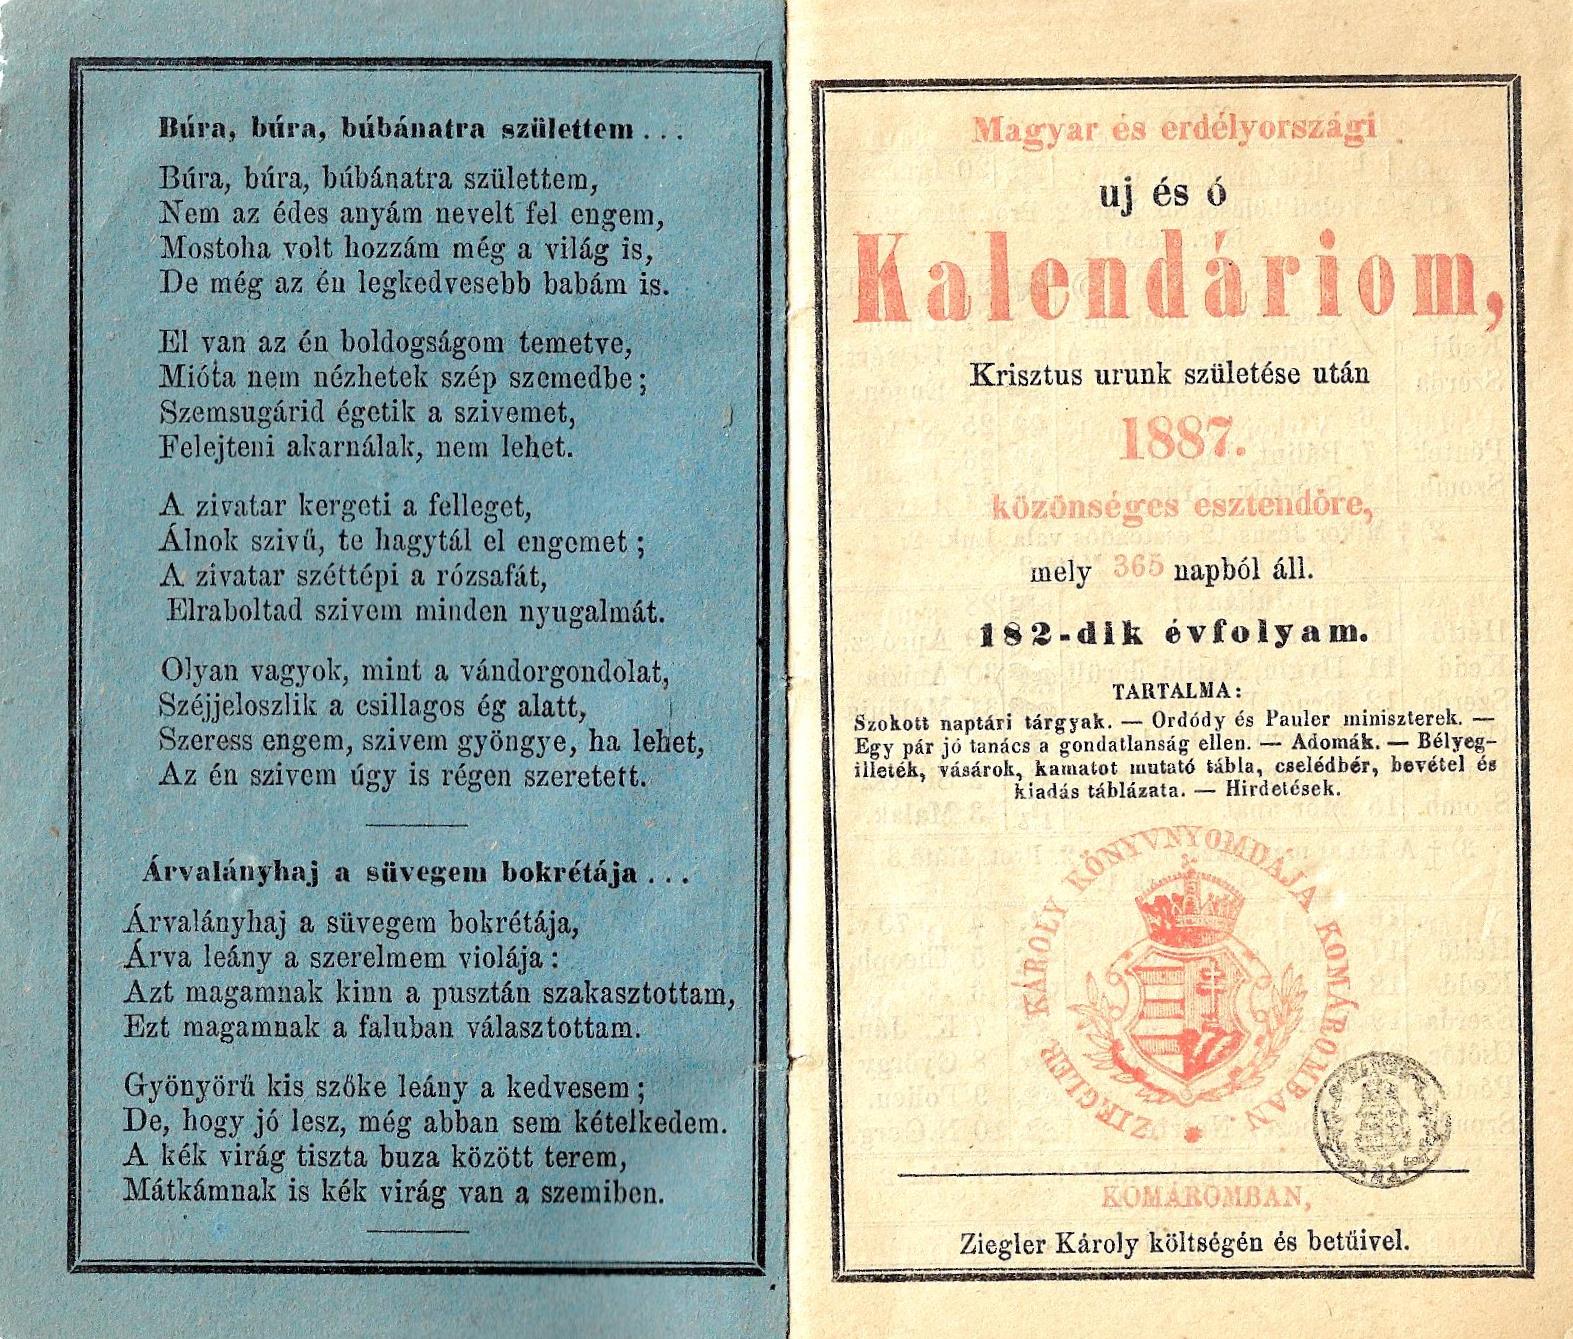 Búra, búra, búbánatra születtem . . .
Búra, búra, búbánatra születtem,
Nem az édes anyám nevelt fel engem,
Mostoha volt hozzám még a világ is,
De még az én legkedvesebb babám is.
El van az én boldogságom temetve,
Mióta nem nézhetek szép szemedbe;
Szemsugárid égetik a szivemet,
Felejteni akarnálak, nem lehet.
A zivatar kergeti a felleget,
Álnok szivű, te hagytál el engemet;
A zivatar széttépi a rózsafát,
Elraboltad szivem minden nyugalmát.
Olyan vagyok, mint a vándorgondolat,
Széjjeloszlik a csillagos ég alatt,
Szeress engem, szivem gyöngye, ha lehet,
Az én szivem úgy is régen szeretett.
Árvalányhaj a süvegem bokrétája . . .
Árvalányhaj a süvegem bokrétája,
Árva leány a szerelmem violája:
Azt magamnak kinn a pusztán szakasztottam,
Ezt magamnak a faluban választottam.
Gyönyörű kis szőke leány a kedvesem;
De, hogy jó lesz, még abban sem kételkedem.
A kék virág tiszta buza között terem,
Mátkámnak is kék virág van a szemiben.
Magyar és erdélyországi
uj és ó
Kalendáriom,
Krisztus urunk születése után
1887.
közönséges esztendőre,
mely 365 napból áll.
182-dik évfolyam.
TARTALMA:
Szokott naptári tárgyak. — Ordódy és Pauler miniszterek. —
Egy pár jó tanács a gondatlanság ellen. — Adomák. — Bélyeg-
illeték, vásárok, kamatot mutató tábla, cselédbér, bevétel és
kiadás táblázata. — Hirdetések.
ZIEGLER KÁROLY KÖNYVNYOMDÁJA KOMÁROMBAN.
KOMÁROMBAN,
Ziegler Károly költségén és betűivel.